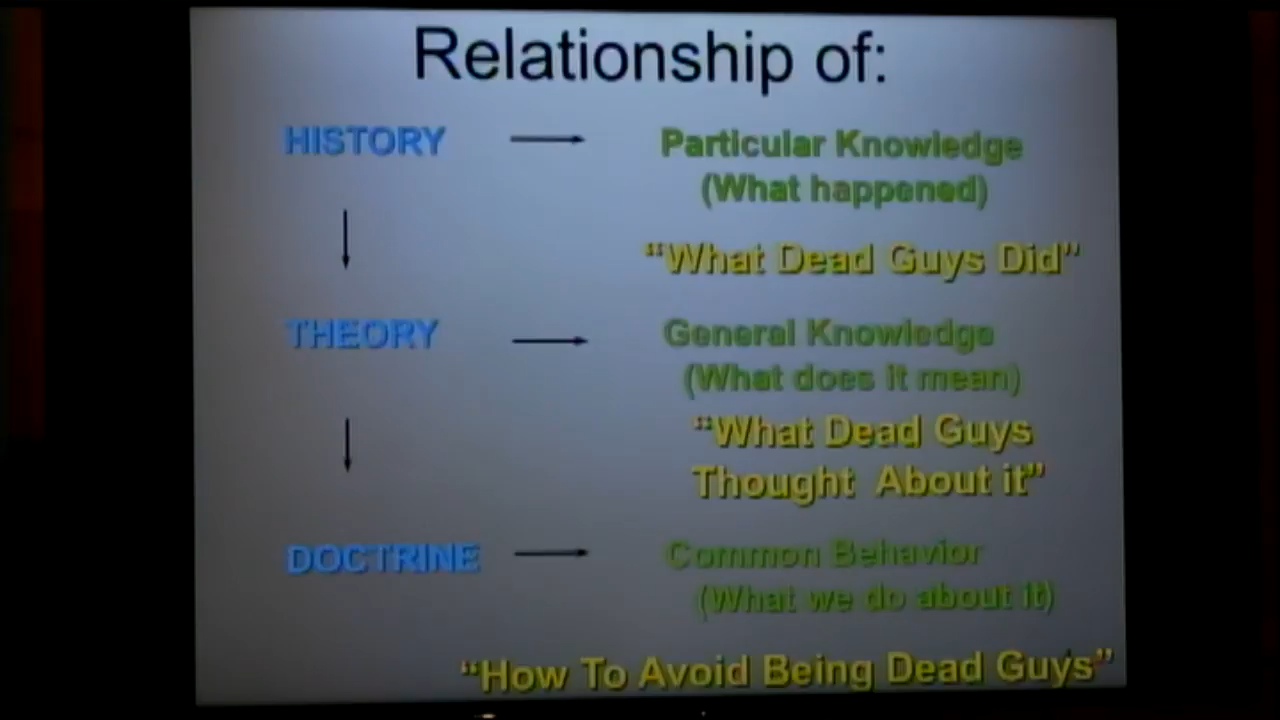 Relationship of:
HISTORY
Particular Knowledge
(What happened)
“What Dead Guys Did”
THEORY
General Knowledge
(What does it mean)
“What Dead Guys
Thought About it”
DOCTRINE
Common Behavior
(What we do about it)
“How To Avoid Being Dead Guys”